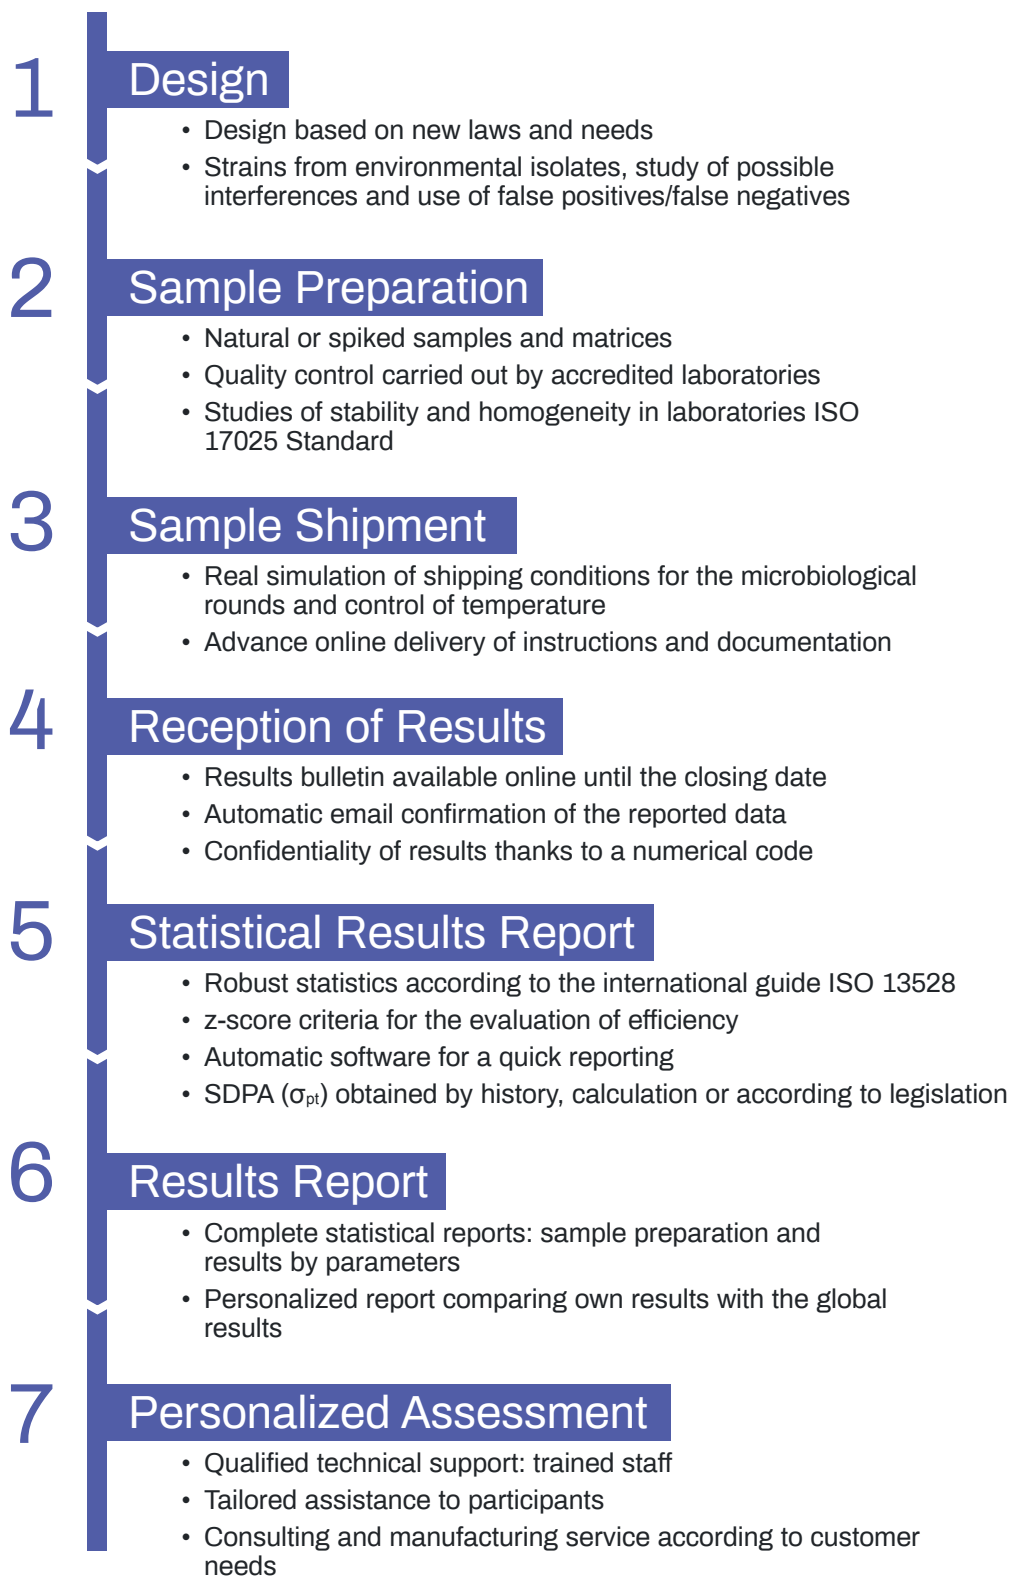 1
Design
• Design based on new laws and needs
• Strains from environmental isolates, study of possible
interferences and use of false positives/false negatives
2
Sample Preparation
• Natural or spiked samples and matrices
• Quality control carried out by accredited laboratories
• Studies of stability and homogeneity in laboratories ISO
17025 Standard
3
Sample Shipment
• Real simulation of shipping conditions for the microbiological
rounds and control of temperature
• Advance online delivery of instructions and documentation
4
Reception of Results
• Results bulletin available online until the closing date
• Automatic email confirmation of the reported data
• Confidentiality of results thanks to a numerical code
5
Statistical Results Report
• Robust statistics according to the international guide ISO 13528
• z-score criteria for the evaluation of efficiency
• Automatic software for a quick reporting
• SDPA (σpt) obtained by history, calculation or according to legislation
6
Results Report
• Complete statistical reports: sample preparation and
results by parameters
• Personalized report comparing own results with the global
results
7
Personalized Assessment
• Qualified technical support: trained staff
• Tailored assistance to participants
• Consulting and manufacturing service according to customer
needs